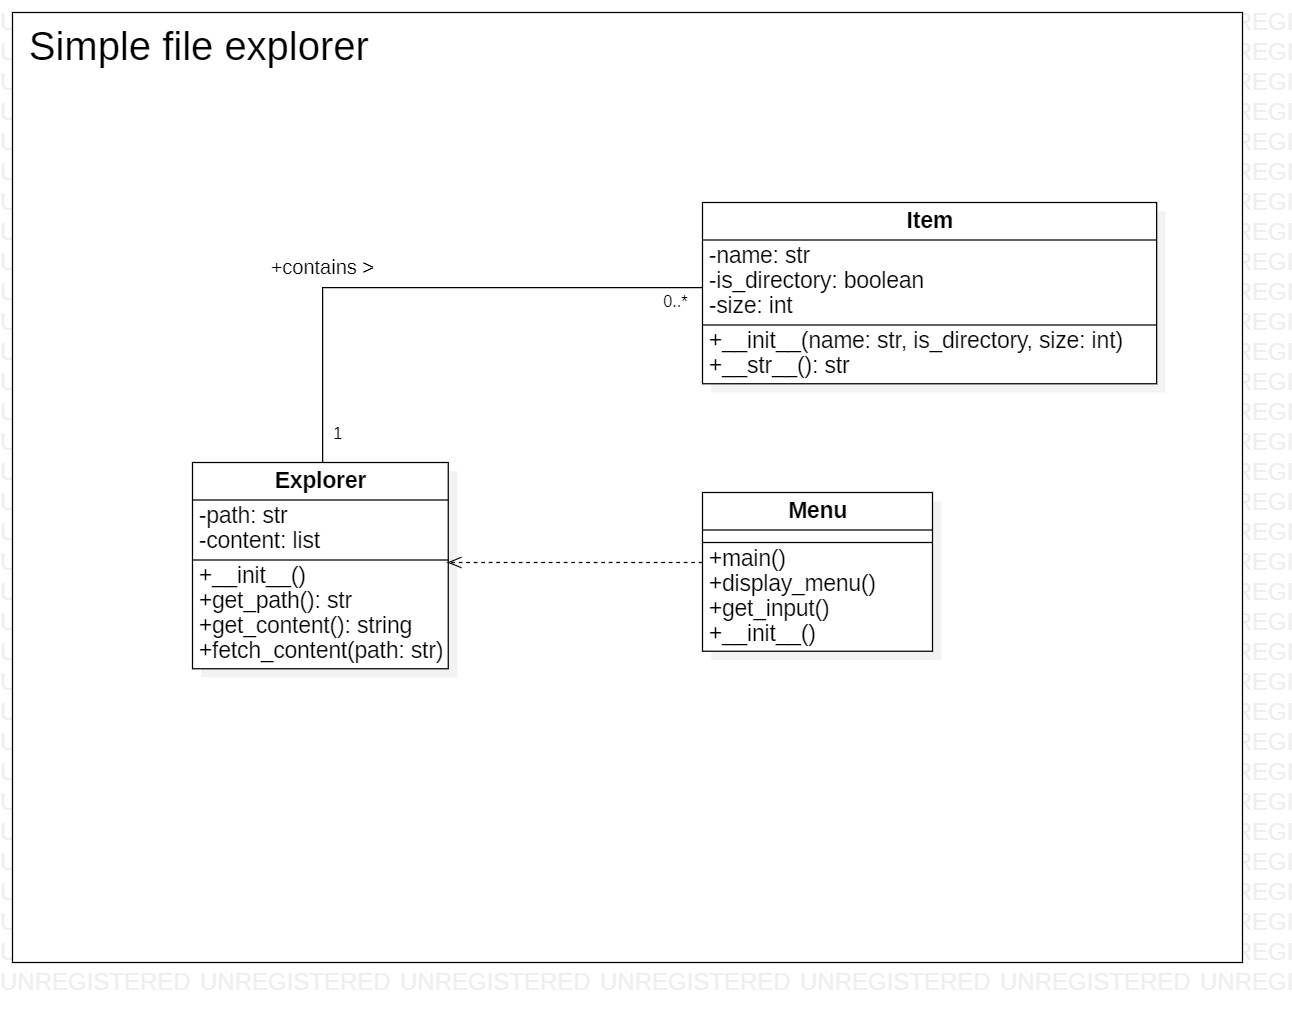 Simple file explorer
Item
-name: str
-is_directory: boolean
-size: int
+__init__(name: str, is_directory, size: int)
+__str__(): str
+contains >
0..*
1
Explorer
-path: str
-content: list
+__init__()
+get_path(): str
+get_content(): string
+fetch_content(path: str)
Menu
+main()
+display_menu()
+get_input()
+__init__()
UNREGISTERED UNREGISTERED UNREGISTERED UNREGISTERED UNREGISTERED UNREGISTERED UNREGI